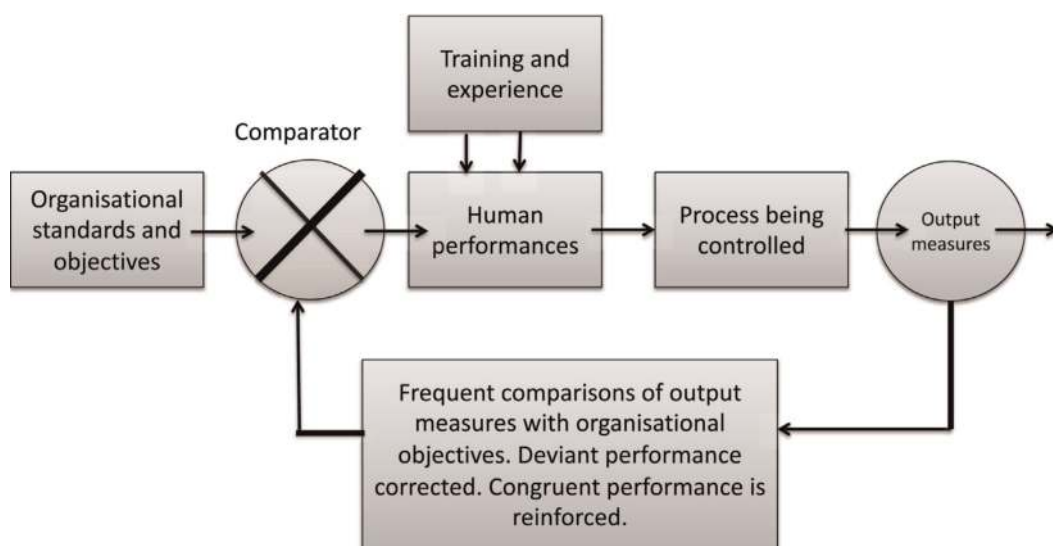 Training and
experience
Comparator
Organisational
standards and
objectives
Human
performances
Process being
controlled
Output
measures
Frequent comparisons of output
measures with organisational
objectives. Deviant performance
corrected. Congruent performance is
reinforced.